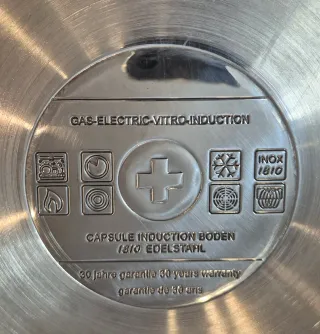 GAS-ELECTRIC-VITRO-INDUCTION
INOX
18/10
CAPSULE INDUCTION BODEN
18/10 EDELSTAHL
30 jahre garantie 30 years warranty
garantie de 30 ans